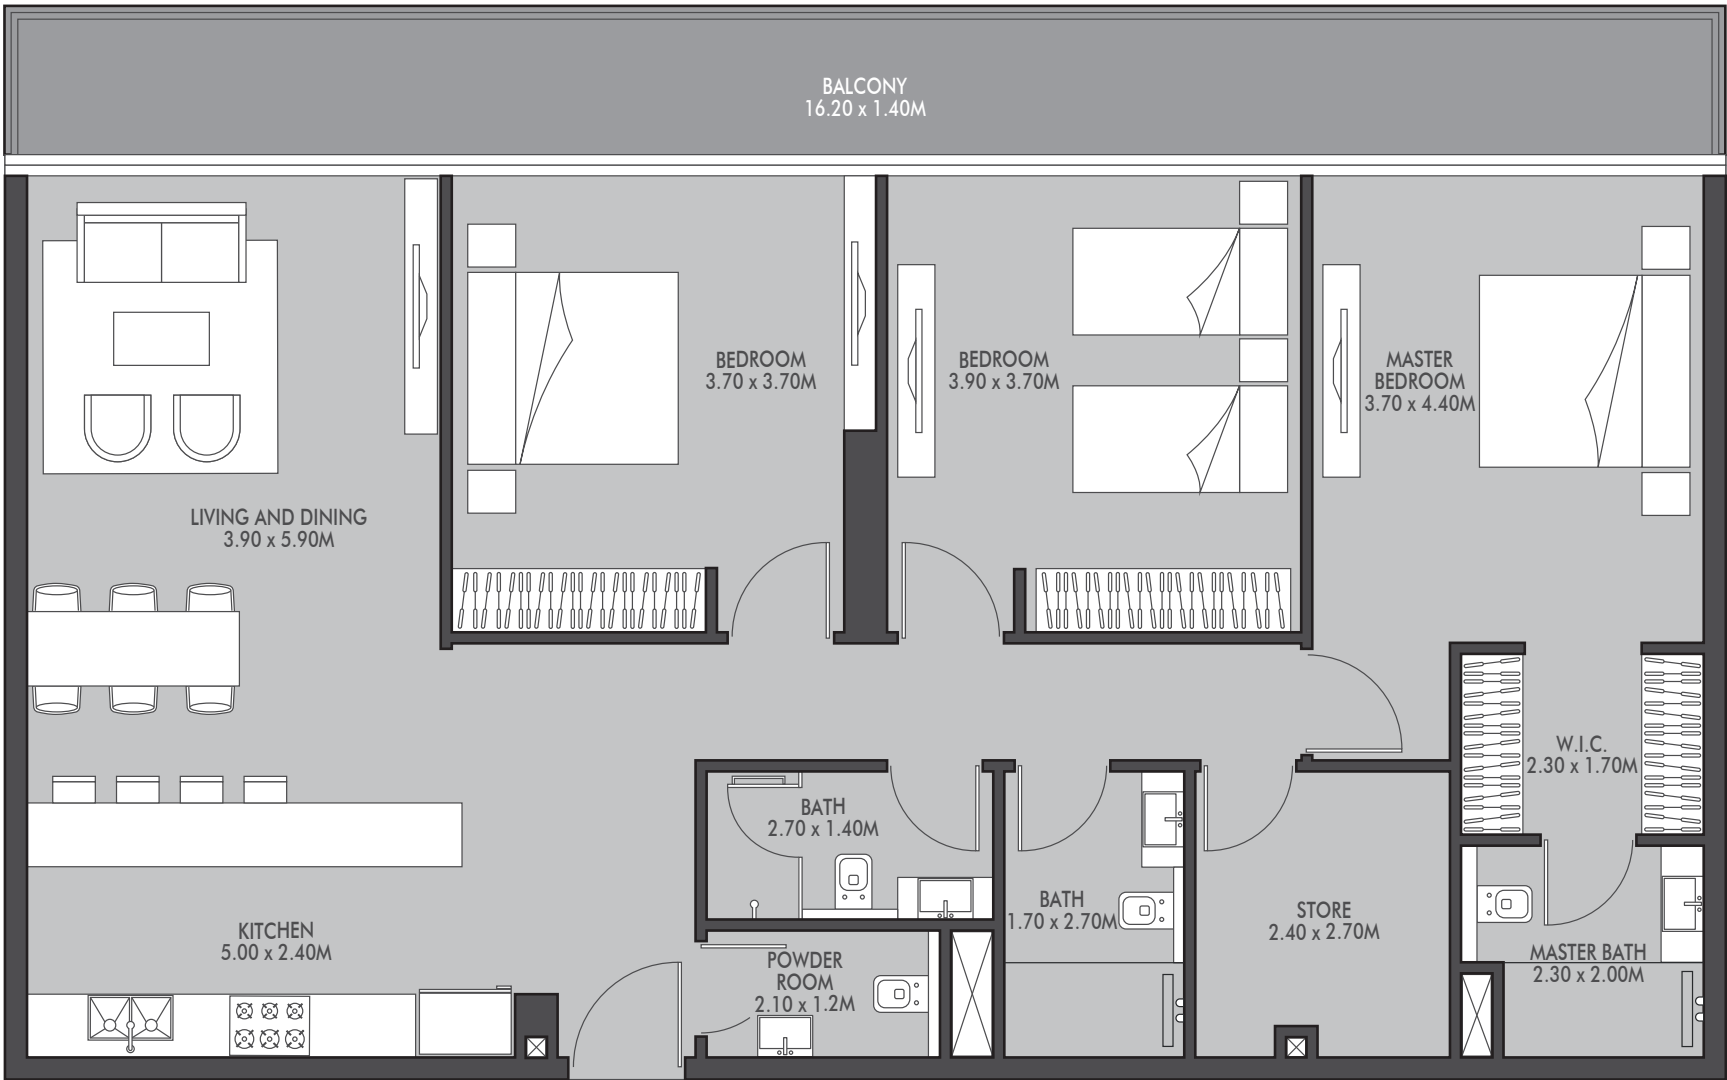 BALCONY
16.20 x 1.40M
BEDROOM
3.70 x 3.70M
BEDROOM
3.90 x 3.70M
MASTER
BEDROOM
3.70 x 4.40M
LIVING AND DINING
3.90 x 5.90M
W.I.C.
2.30 x 1.70M
BATH
2.70 x 1.40M
BATH
1.70 x 2.70M
STORE
2.40 x 2.70M
KITCHEN
5.00 x 2.40M
POWDER
ROOM
2.10 x 1.2M
MASTER BATH
2.30 x 2.00M